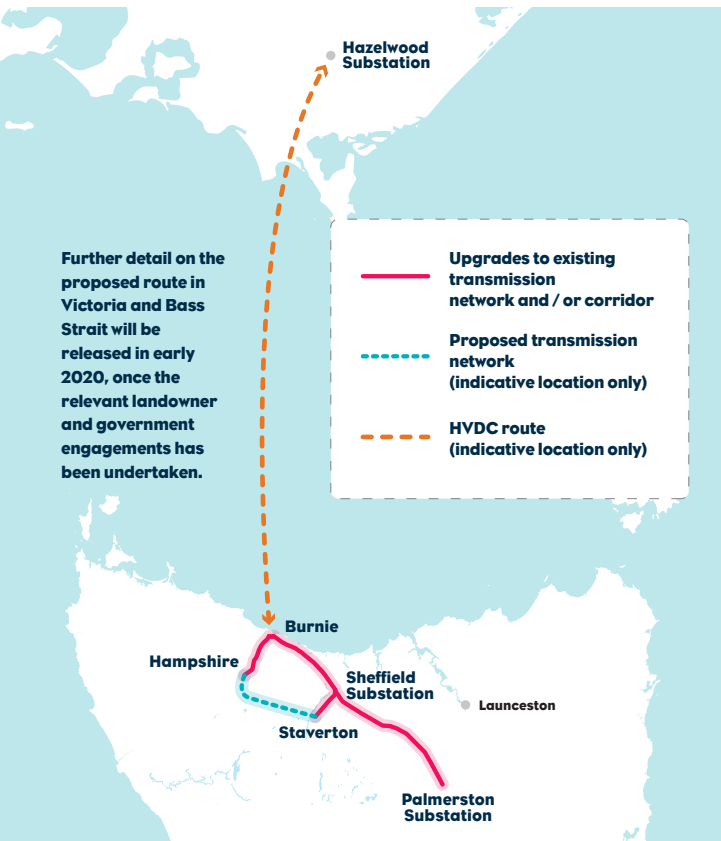 Hazelwood
Substation
Further detail on the
proposed route in
Victoria and Bass
Strait will be
released in early
2020, once the
relevant landowner
and government
engagements has
been undertaken.
Upgrades to existing
transmission
network and / or corridor
Proposed transmission
network
(indicative location only)
HVDC route
(indicative location only)
Burnie
Hampshire
Sheffield
Substation
Launceston
Staverton
Palmerston
Substation